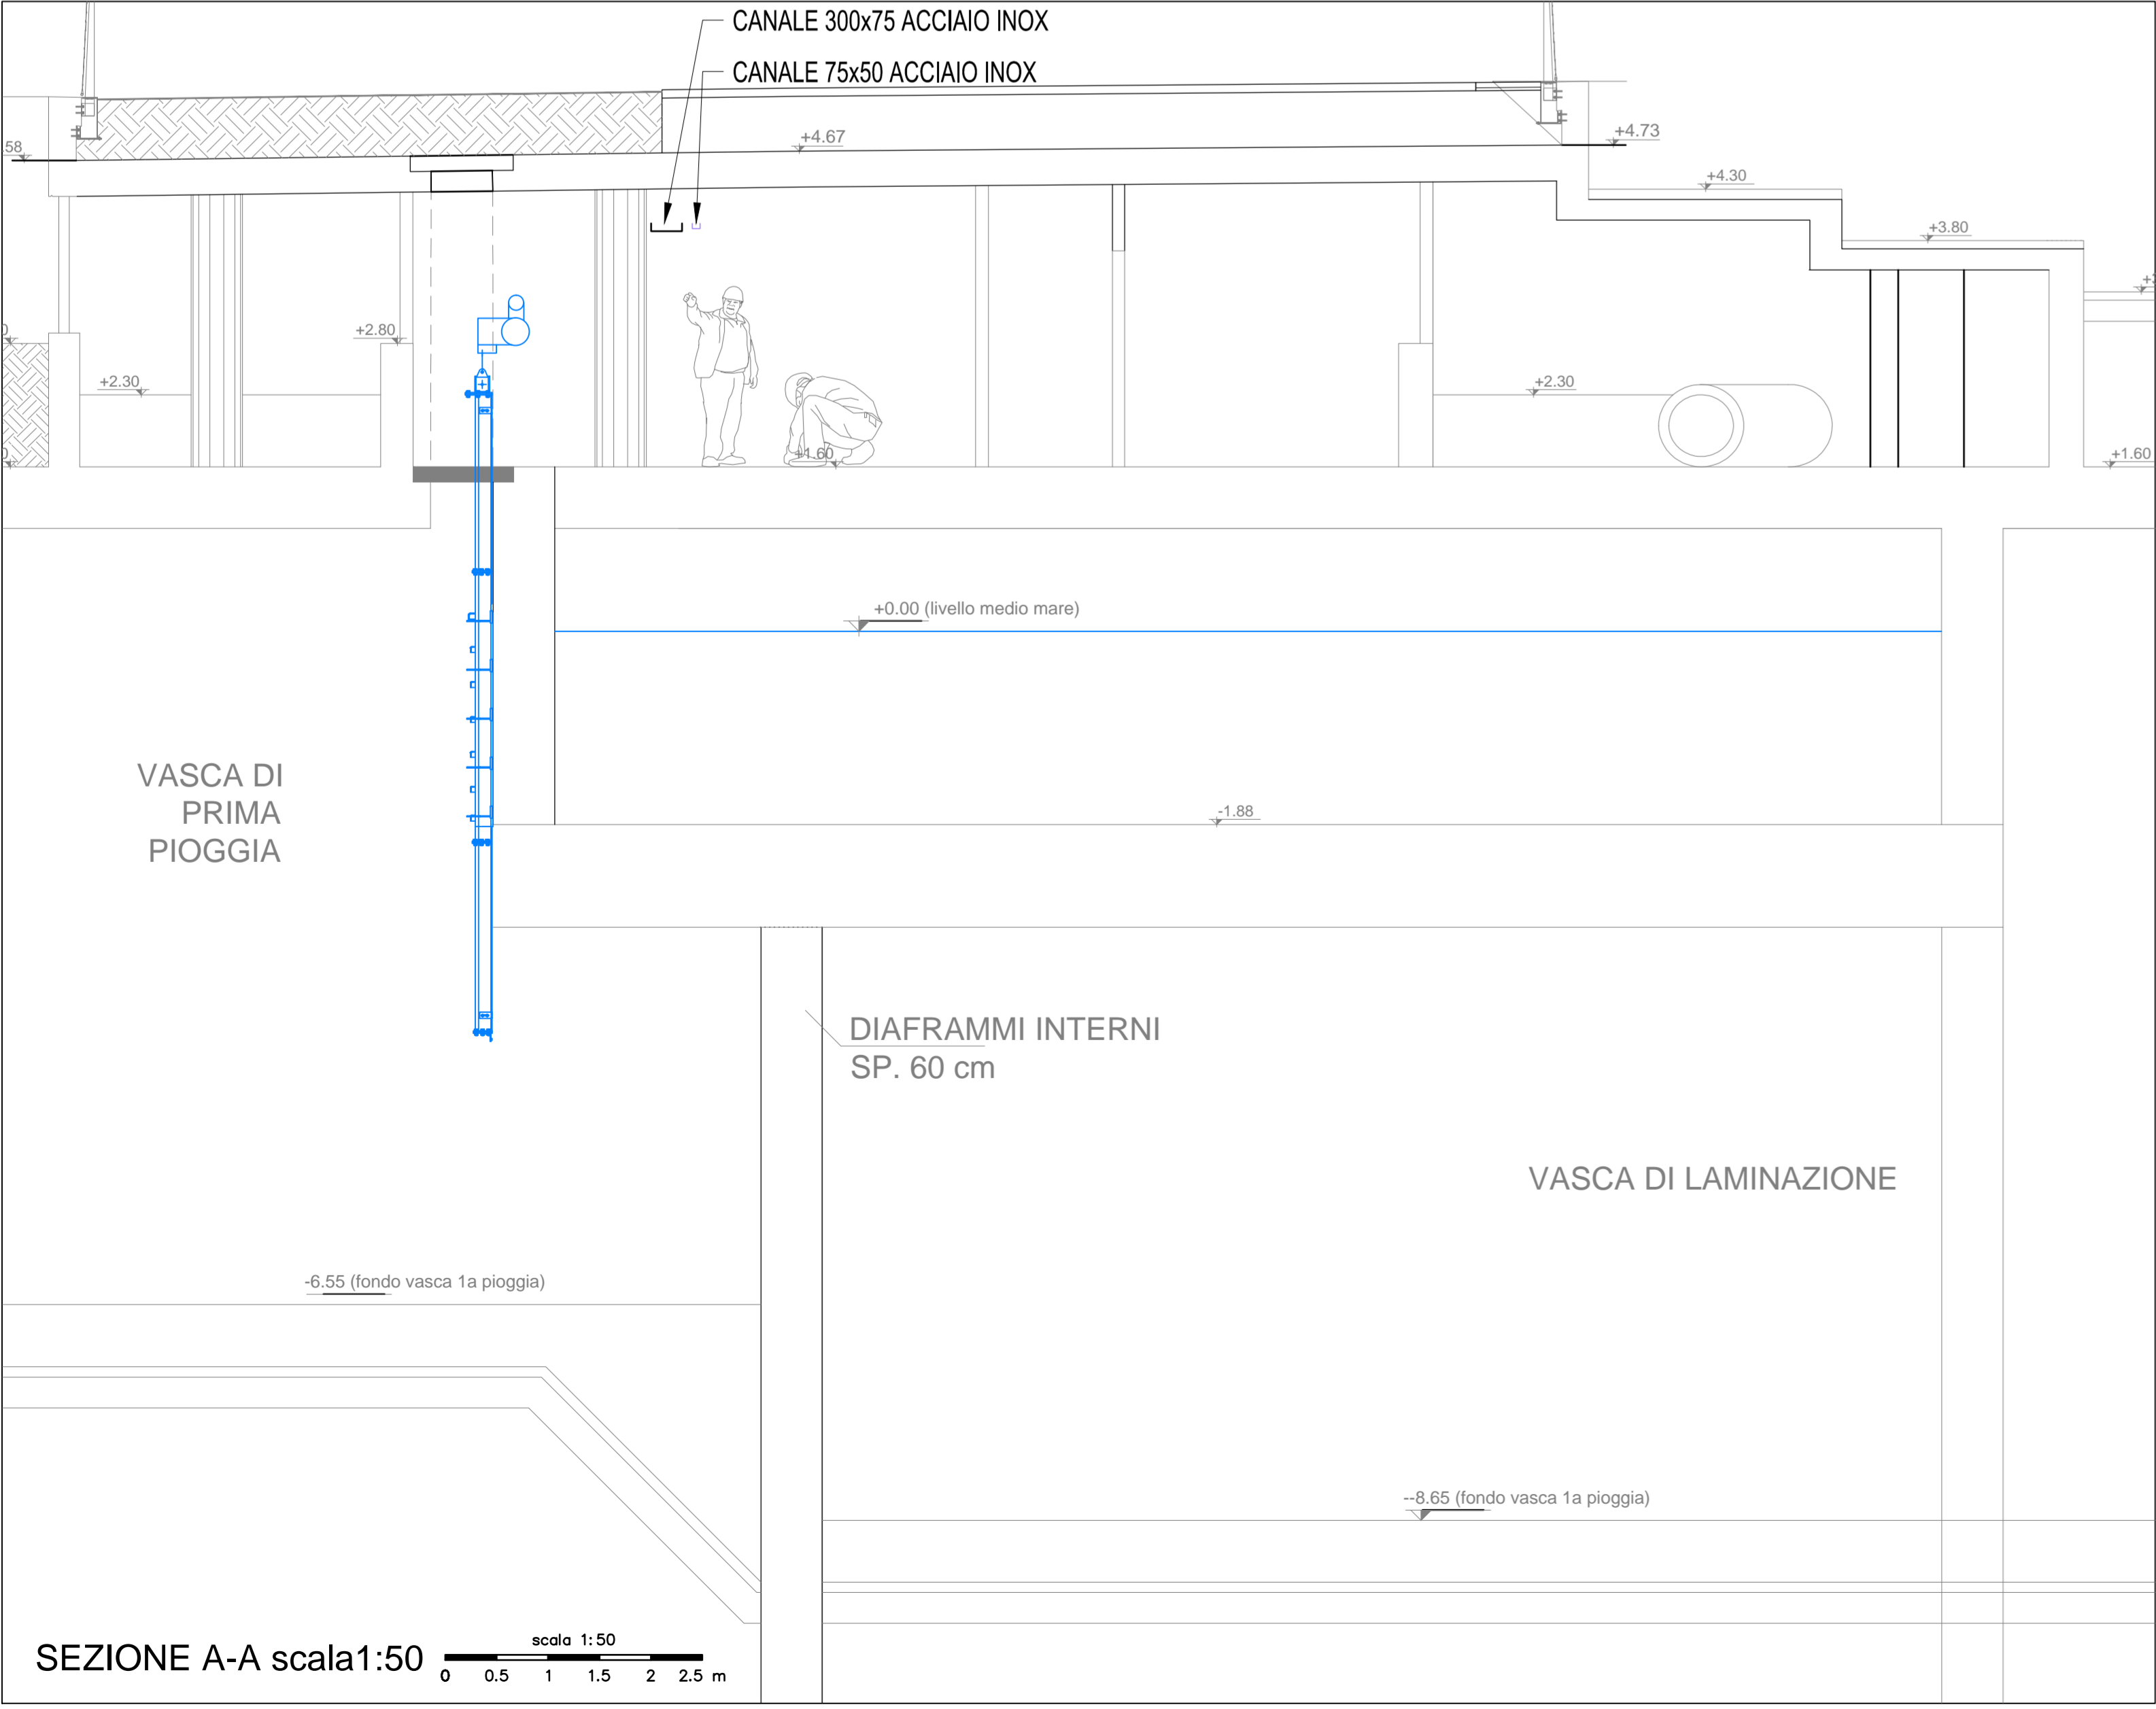 CANALE 300x75 ACCIAIO INOX
CANALE 75x50 ACCIAIO INOX
+4.67
+4.73
.58
+4.30
+3.80
+2.80
+2.30
+2.30
+1.60
+1.60
+0.00 (livello medio mare)
VASCA DI
PRIMA
PIOGGIA
-1.88
DIAFRAMMI INTERNI
SP. 60 cm
VASCA DI LAMINAZIONE
-6.55 (fondo vasca 1a pioggia)
--8.65 (fondo vasca 1a pioggia)
SEZIONE A-A scala1:50
scala 1:50
0 0.5 1 1.5 2 2.5 m